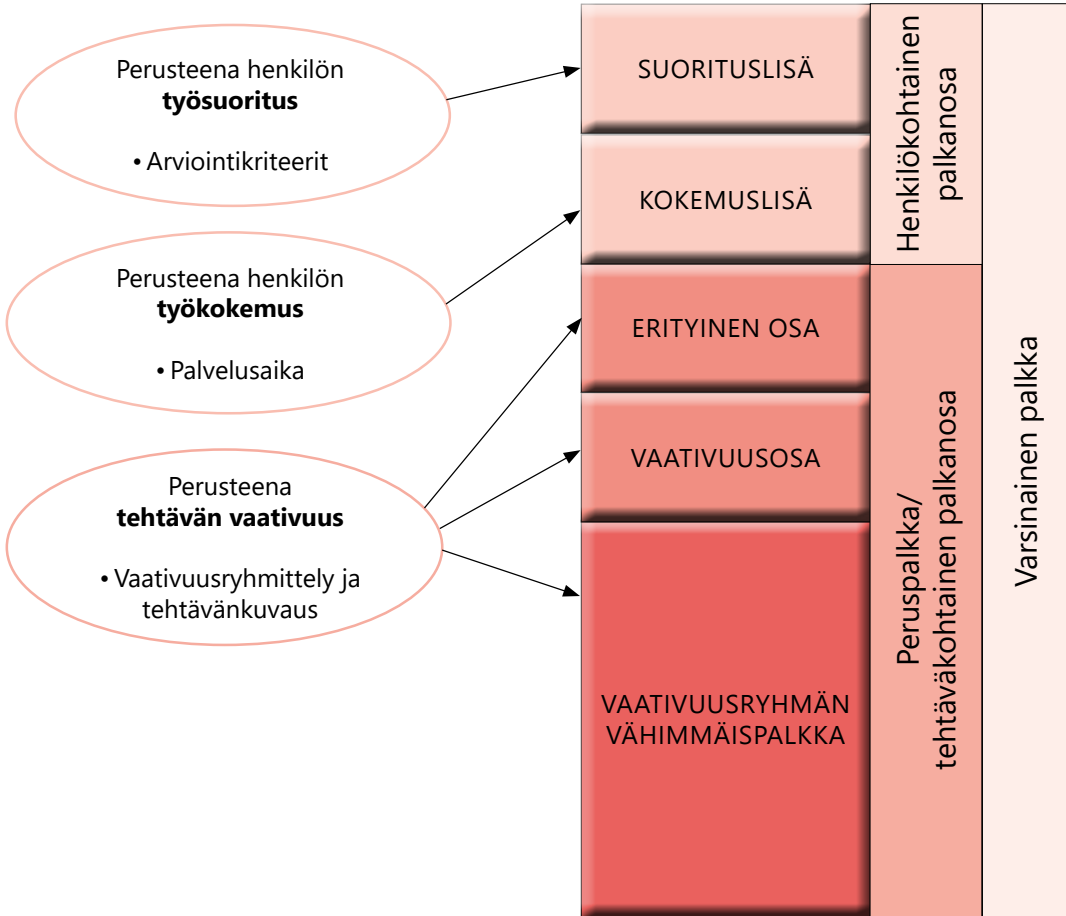 Perusteena henkilön
työsuoritus
• Arviointikriteerit
Perusteena henkilön
työkokemus
• Palvelusaika
Perusteena
tehtävän vaativuus
• Vaativuusryhmittely ja
tehtävänkuvaus
SUORITUSLISÄ
KOKEMUSLISÄ
ERITYINEN OSA
VAATIVUUSOSA
VAATIVUUSRYHMÄN
VÄHIMMÄISPALKKA
Henkilökohtainen
palkanosa
Peruspalkka/
tehtäväkohtainen palkanosa
Varsinainen palkka